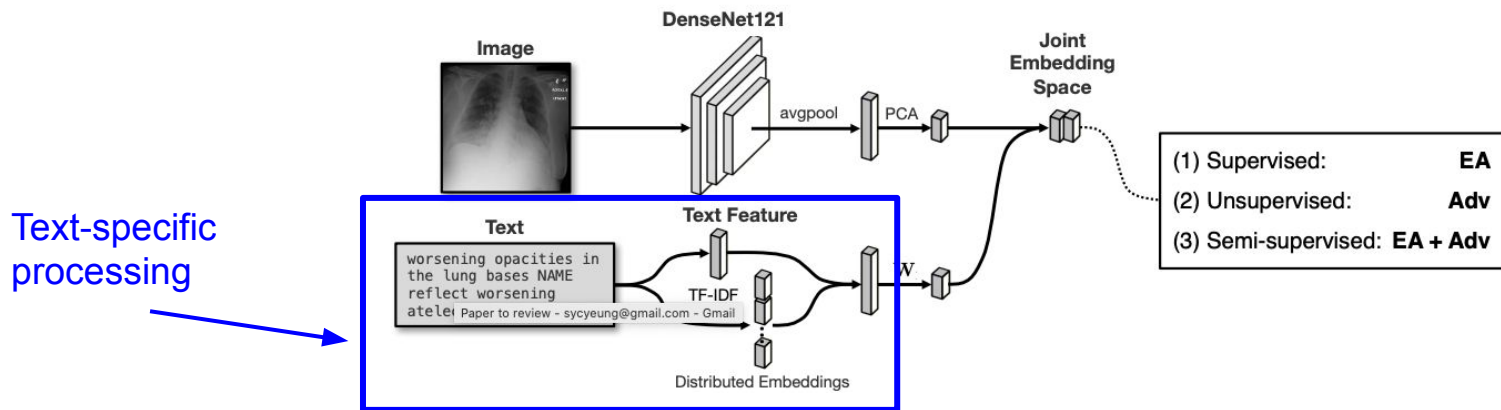 DenseNet121
Image
Joint
Embedding
Space
avgpool
PCA
(1) Supervised: EA
(2) Unsupervised: Adv
(3) Semi-supervised: EA + Adv
Text-specific
processing
Text Feature
Text
worsening opacities in
the lung bases NAME
reflect worsening
atelec
Paper to review - sycyeung@gmail.com - Gmail
TF-IDF
W
Distributed Embeddings